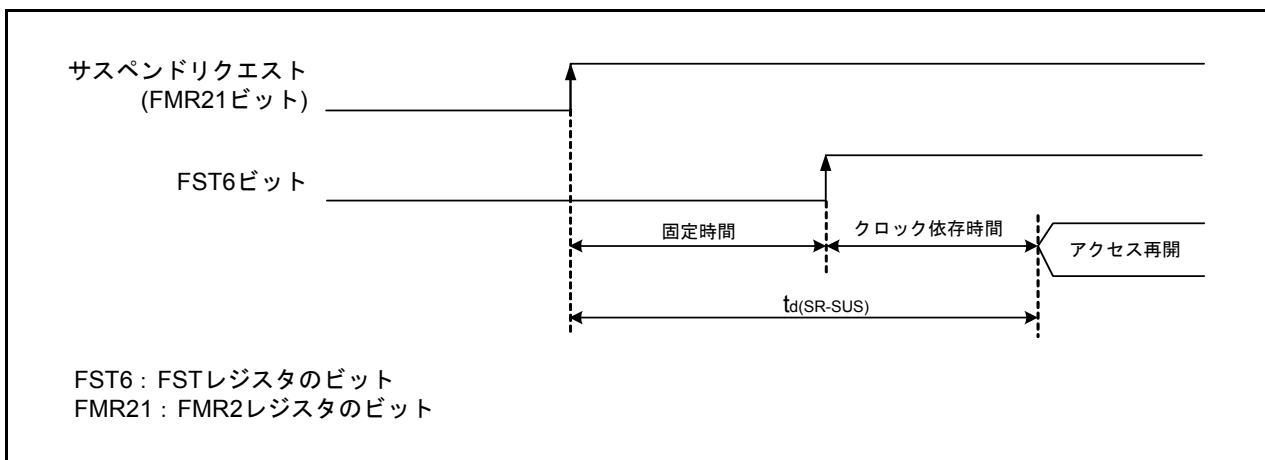 サスペンドリクエスト
(FMR21ビット)
FST6ビット
固定時間
クロック依存時間
アクセス再開
td(SR-SUS)
FST6 : FSTレジスタのビット
FMR21 : FMR2レジスタのビット